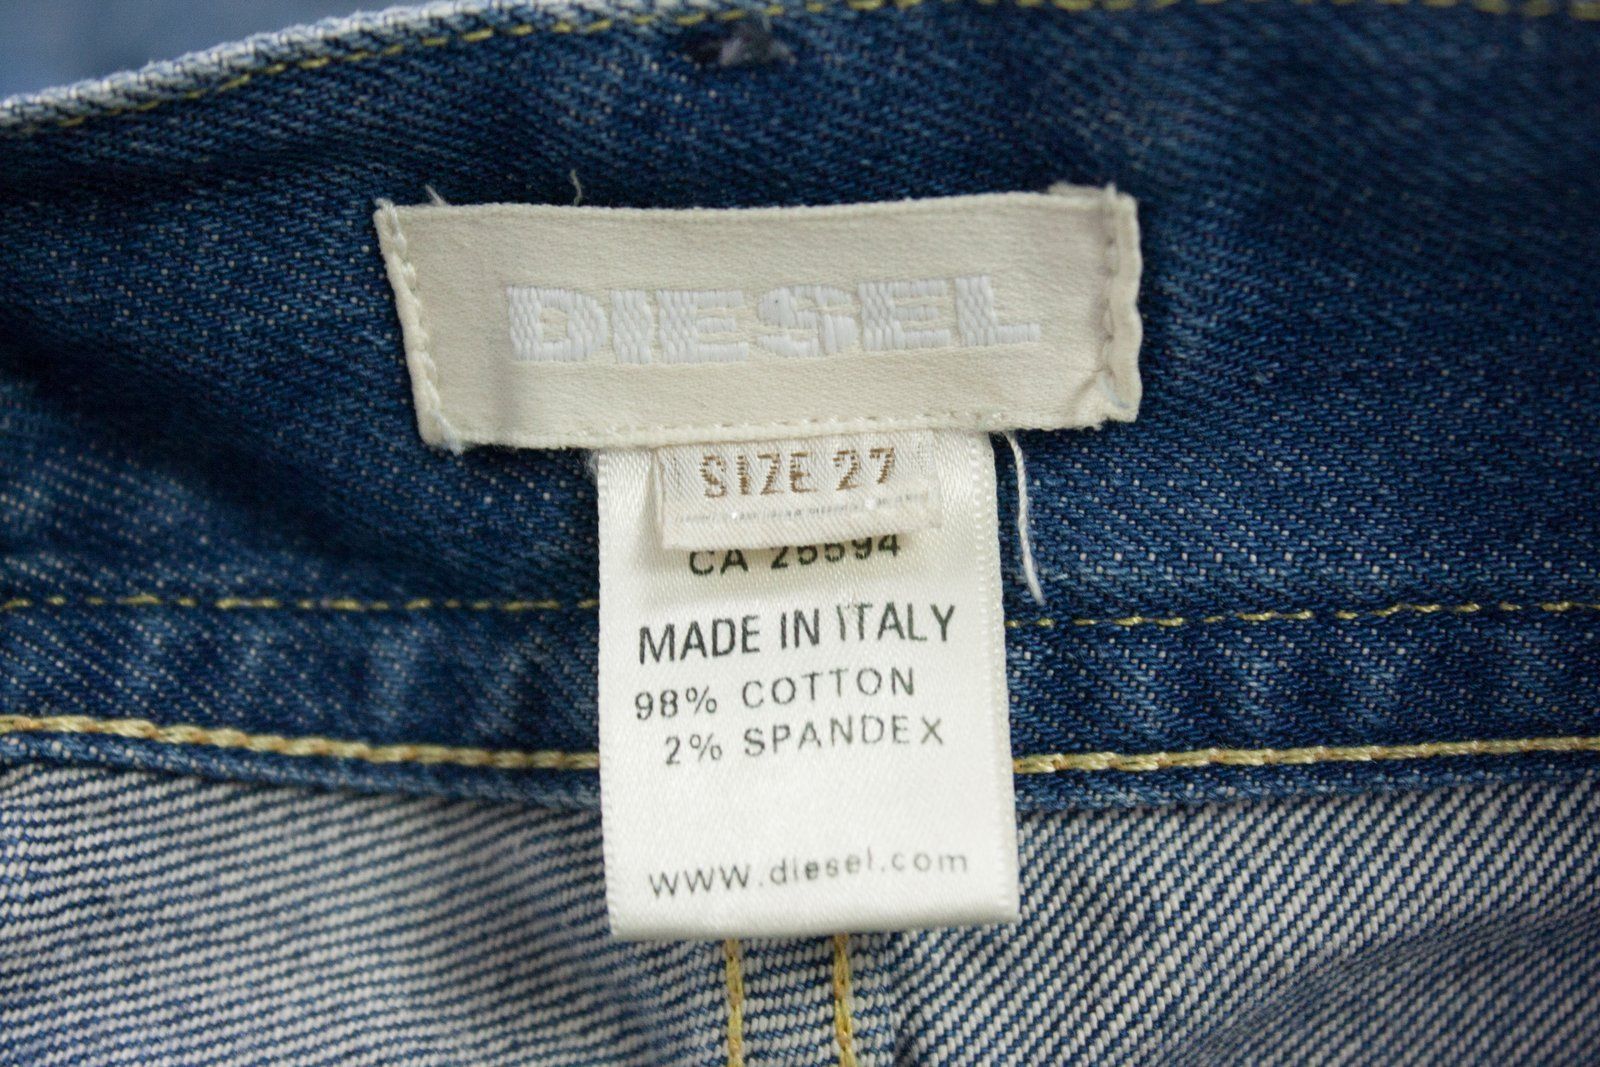 DIESEL
SIZE 27
CA 25594
MADE IN ITALY
98% COTTON
2% SPANDEX
www.diesel.com